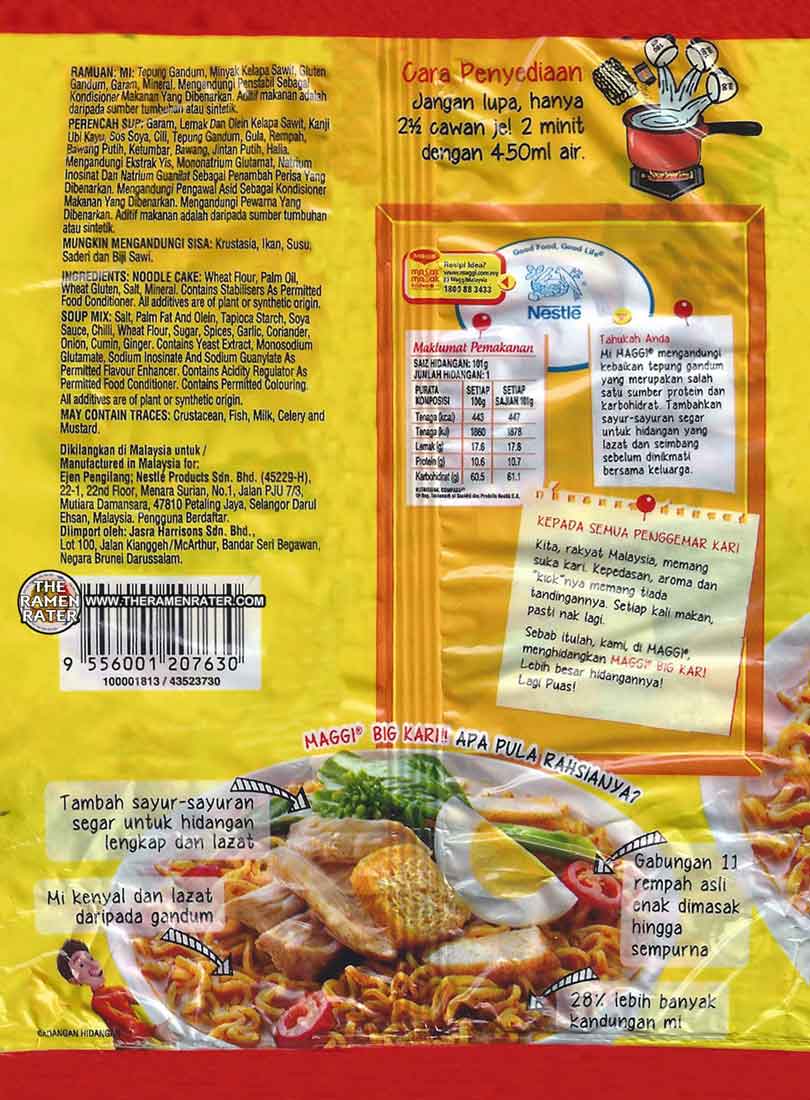 RAMUAN: MI: Tepung Gandum, Minyak Kelapa Sawit, Gluten
Gandum, Garam, Mineral. Mengandungi Penstabil Sebagai
Kondisioner Makanan Yang Dibenarkan. Aditif makanan adalah
daripada sumber tumbuhan atau sintetik.
PERENCAH SUP: Garam, Lemak Dan Olein Kelapa Sawit, Kanji
Ubi Kayu, Sos Soya, Cili, Tepung Gandum, Gula, Rempah,
Bawang Putih, Ketumbar, Bawang, Jintan Putih, Halia.
Mengandungi Ekstrak Yis, Mononatrium Glutamat, Natrium
Inosinat Dan Natrium Guanilat Sebagai Penambah Perisa Yang
Dibenarkan. Mengandungi Pengawal Asid Sebagai Kondisioner
Makanan Yang Dibenarkan. Mengandungi Pewarna Yang
Dibenarkan. Aditif makanan adalah daripada sumber tumbuhan
atau sintetik.
MUNGKIN MENGANDUNGI SISA: Krustasia, Ikan, Susu,
Saderi dan Biji Sawi.
INGREDIENTS: NOODLE CAKE: Wheat Flour, Palm Oil,
Wheat Gluten, Salt, Mineral. Contains Stabilisers As Permitted
Food Conditioner. All additives are of plant or synthetic origin.
SOUP MIX: Salt, Palm Fat And Olein, Tapioca Starch, Soya
Sauce, Chilli, Wheat Flour, Sugar, Spices, Garlic, Coriander,
Onion, Cumin, Ginger. Contains Yeast Extract, Monosodium
Glutamate, Sodium Inosinate And Sodium Guanylate As
Permitted Flavour Enhancer. Contains Acidity Regulator As
Permitted Food Conditioner. Contains Permitted Colouring.
All additives are of plant or synthetic origin.
MAY CONTAIN TRACES: Crustacean, Fish, Milk, Celery and
Mustard.
Dikilangkan di Malaysia untuk /
Manufactured in Malaysia for:
Ejen Pengilang; Nestlé Products Sdn. Bhd. (45229-H),
22-1, 22nd Floor, Menara Surian, No.1, Jalan PJU 7/3,
Mutiara Damansara, 47810 Petaling Jaya, Selangor Darul
Ehsan, Malaysia. Pengguna Berdaftar.
Diimport oleh: Jasra Harrisons Sdn. Bhd.,
Lot 100, Jalan Kianggeh/McArthur, Bandar Seri Begawan,
Negara Brunei Darussalam.
THE
RAMEN
RATER
WWW.THERAMENRATER.COM
9 556001 207630
100001813 / 43523730
Cara Penyediaan
Jangan lupa, hanya
2½ cawan je! 2 minit
dengan 450ml air.
Good Food, Good Life®
Nestlé
MAGGI
Resipi Idea?
www.maggi.com.my
1800 88 3433
Maklumat Pemakanan
SAIZ HIDANGAN: 101g
JUMLAH HIDANGAN: 1
PURATA KOMPOSISI SETIAP 100g SETIAP SAJIAN 101g
Tenaga (kcal) 443 447
Tenaga (kJ) 1860 1878
Lemak (g) 17.6 17.8
Protein (g) 10.6 10.7
Karbohidrat (g) 60.5 61.1
Tahukah Anda
Mi MAGGI® mengandungi
kebaikan tepung gandum
yang merupakan salah
satu sumber protein dan
karbohidrat. Tambahkan
sayur-sayuran segar
untuk hidangan yang
lazat dan seimbang
sebelum dinikmati
bersama keluarga.
KEPADA SEMUA PENGGEMAR KARI
Kita, rakyat Malaysia, memang
suka kari. Kepedasan, aroma dan
"kick"nya memang tiada
tandingannya. Setiap kali makan,
pasti nak lagi.
Sebab itulah, kami, di MAGGI®,
menghidangkan MAGGI® BIG KARI
Lebih besar hidangannya!
Lagi Puas!
MAGGI® BIG KARI!! APA PULA RAHSIANYA?
Tambah sayur-sayuran
segar untuk hidangan
lengkap dan lazat
Mi kenyal dan lazat
daripada gandum
Gabungan 11
rempah asli
enak dimasak
hingga
sempurna
28% lebih banyak
kandungan mi